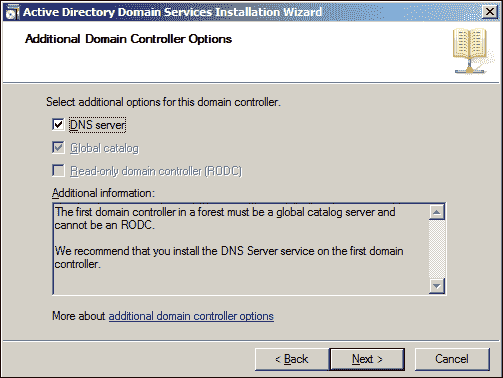 Active Directory Domain Services Installation Wizard
Additional Domain Controller Options
Select additional options for this domain controller.
DNS server
Global catalog
Read-only domain controller (RODC)
Additional information:
The first domain controller in a forest must be a global catalog server and
cannot be an RODC.
We recommend that you install the DNS Server service on the first domain
controller.
More about additional domain controller options
< Back
Next >
Cancel